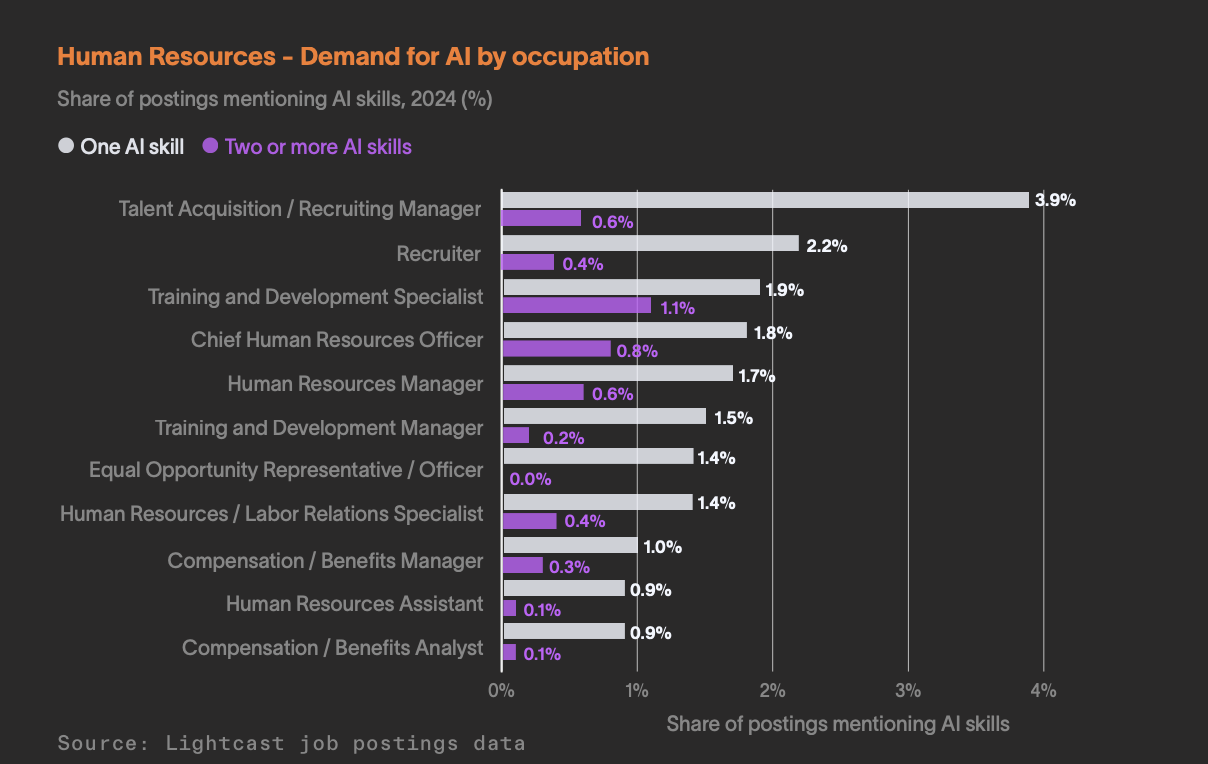 Human Resources - Demand for AI by occupation
Share of postings mentioning AI skills, 2024 (%)
One AI skill Two or more AI skills
Talent Acquisition / Recruiting Manager 3.9% 0.6%
Recruiter 2.2% 0.4%
Training and Development Specialist 1.9% 1.1%
Chief Human Resources Officer 1.8% 0.8%
Human Resources Manager 1.7% 0.6%
Training and Development Manager 1.5% 0.2%
Equal Opportunity Representative / Officer 1.4% 0.0%
Human Resources / Labor Relations Specialist 1.4% 0.4%
Compensation / Benefits Manager 1.0% 0.3%
Human Resources Assistant 0.9% 0.1%
Compensation / Benefits Analyst 0.9% 0.1%
0% 1% 2% 3% 4%
Share of postings mentioning AI skills
Source: Lightcast job postings data